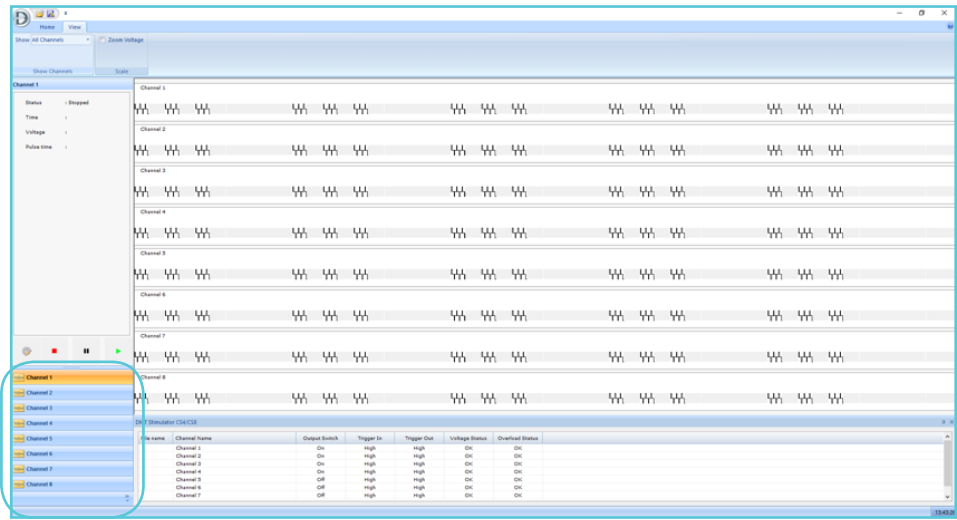 D
Home View
Show All Channels Zoom Voltage
Show Channels Scale
Channel 1
Status : Stopped
Time :
Voltage :
Pulse time :
Channel 1
Channel 2
Channel 3
Channel 4
Channel 5
Channel 6
Channel 7
Channel 8
Channel 1
Channel 2
Channel 3
Channel 4
Channel 5
Channel 6
Channel 7
Channel 8
Stimulator CS4/CS8
name Channel Name Output Switch Trigger In Trigger Out Voltage Status Overload Status
Channel 1 On High High OK OK
Channel 2 On High High OK OK
Channel 3 On High High OK OK
Channel 4 On High High OK OK
Channel 5 Off High High OK OK
Channel 6 Off High High OK OK
Channel 7 Off High High OK OK